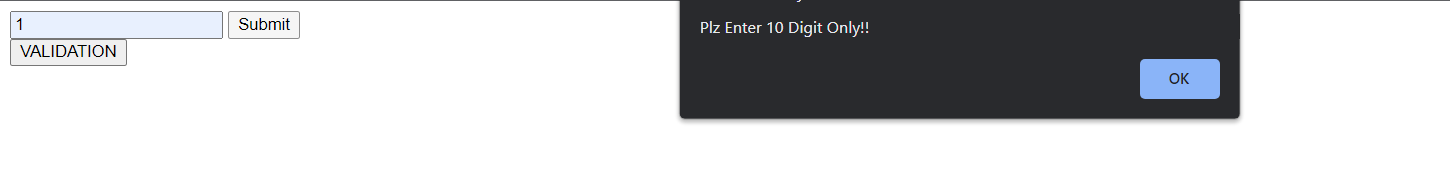 1 Submit
VALIDATION
Plz Enter 10 Digit Only!!
OK